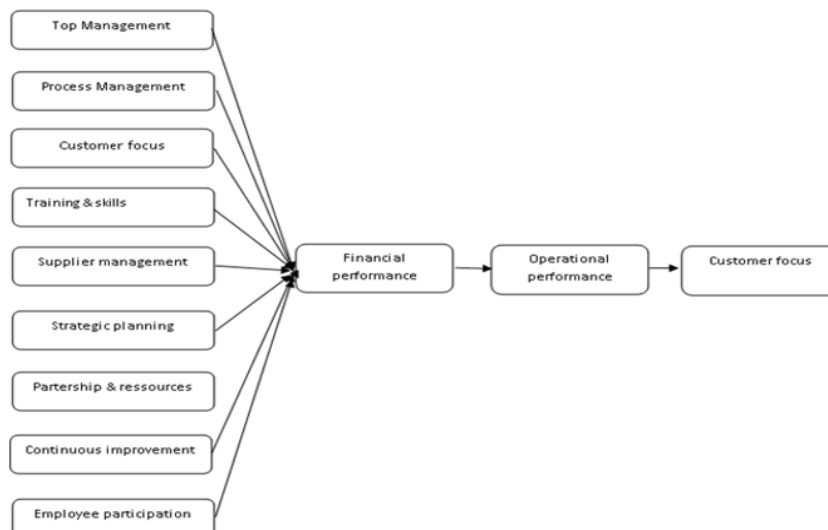 Top Management
Process Management
Customer focus
Training & skills
Supplier management
Strategic planning
Partership & ressources
Continuous improvement
Employee participation
Financial
performance
Operational
performance
Customer focus